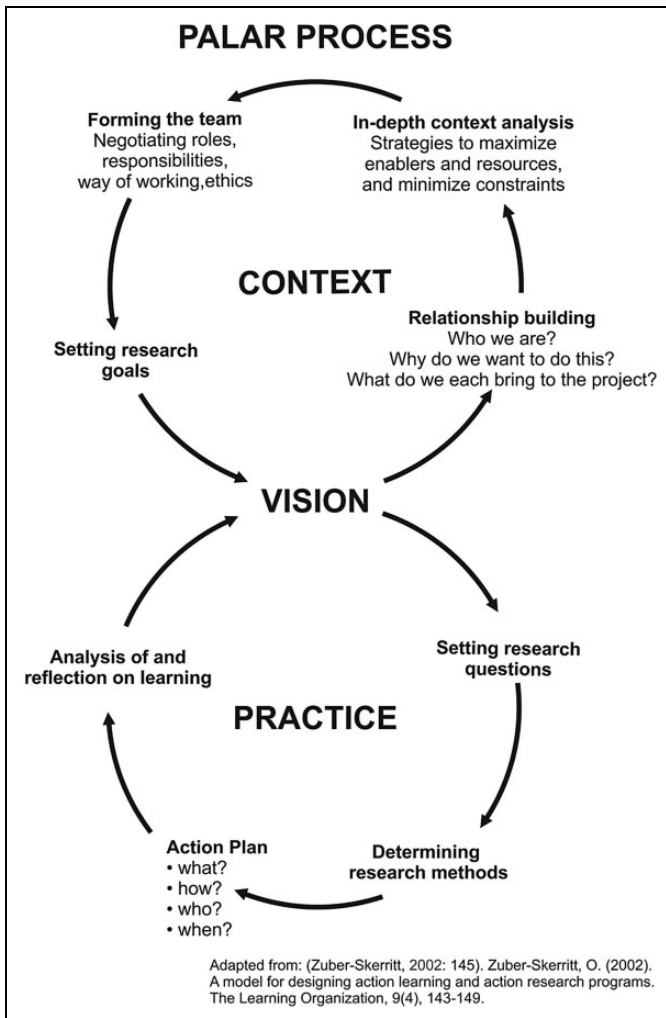 PALAR PROCESS
Forming the team
Negotiating roles,
responsibilities,
way of working,ethics
In-depth context analysis
Strategies to maximize
enablers and resources,
and minimize constraints
CONTEXT
Setting research
goals
Relationship building
Who we are?
Why do we want to do this?
What do we each bring to the project?
VISION
Analysis of and
reflection on learning
Setting research
questions
PRACTICE
Action Plan
• what?
• how?
• who?
• when?
Determining
research methods
Adapted from: (Zuber-Skerritt, 2002: 145). Zuber-Skerritt, O. (2002).
A model for designing action learning and action research programs.
The Learning Organization, 9(4), 143-149.